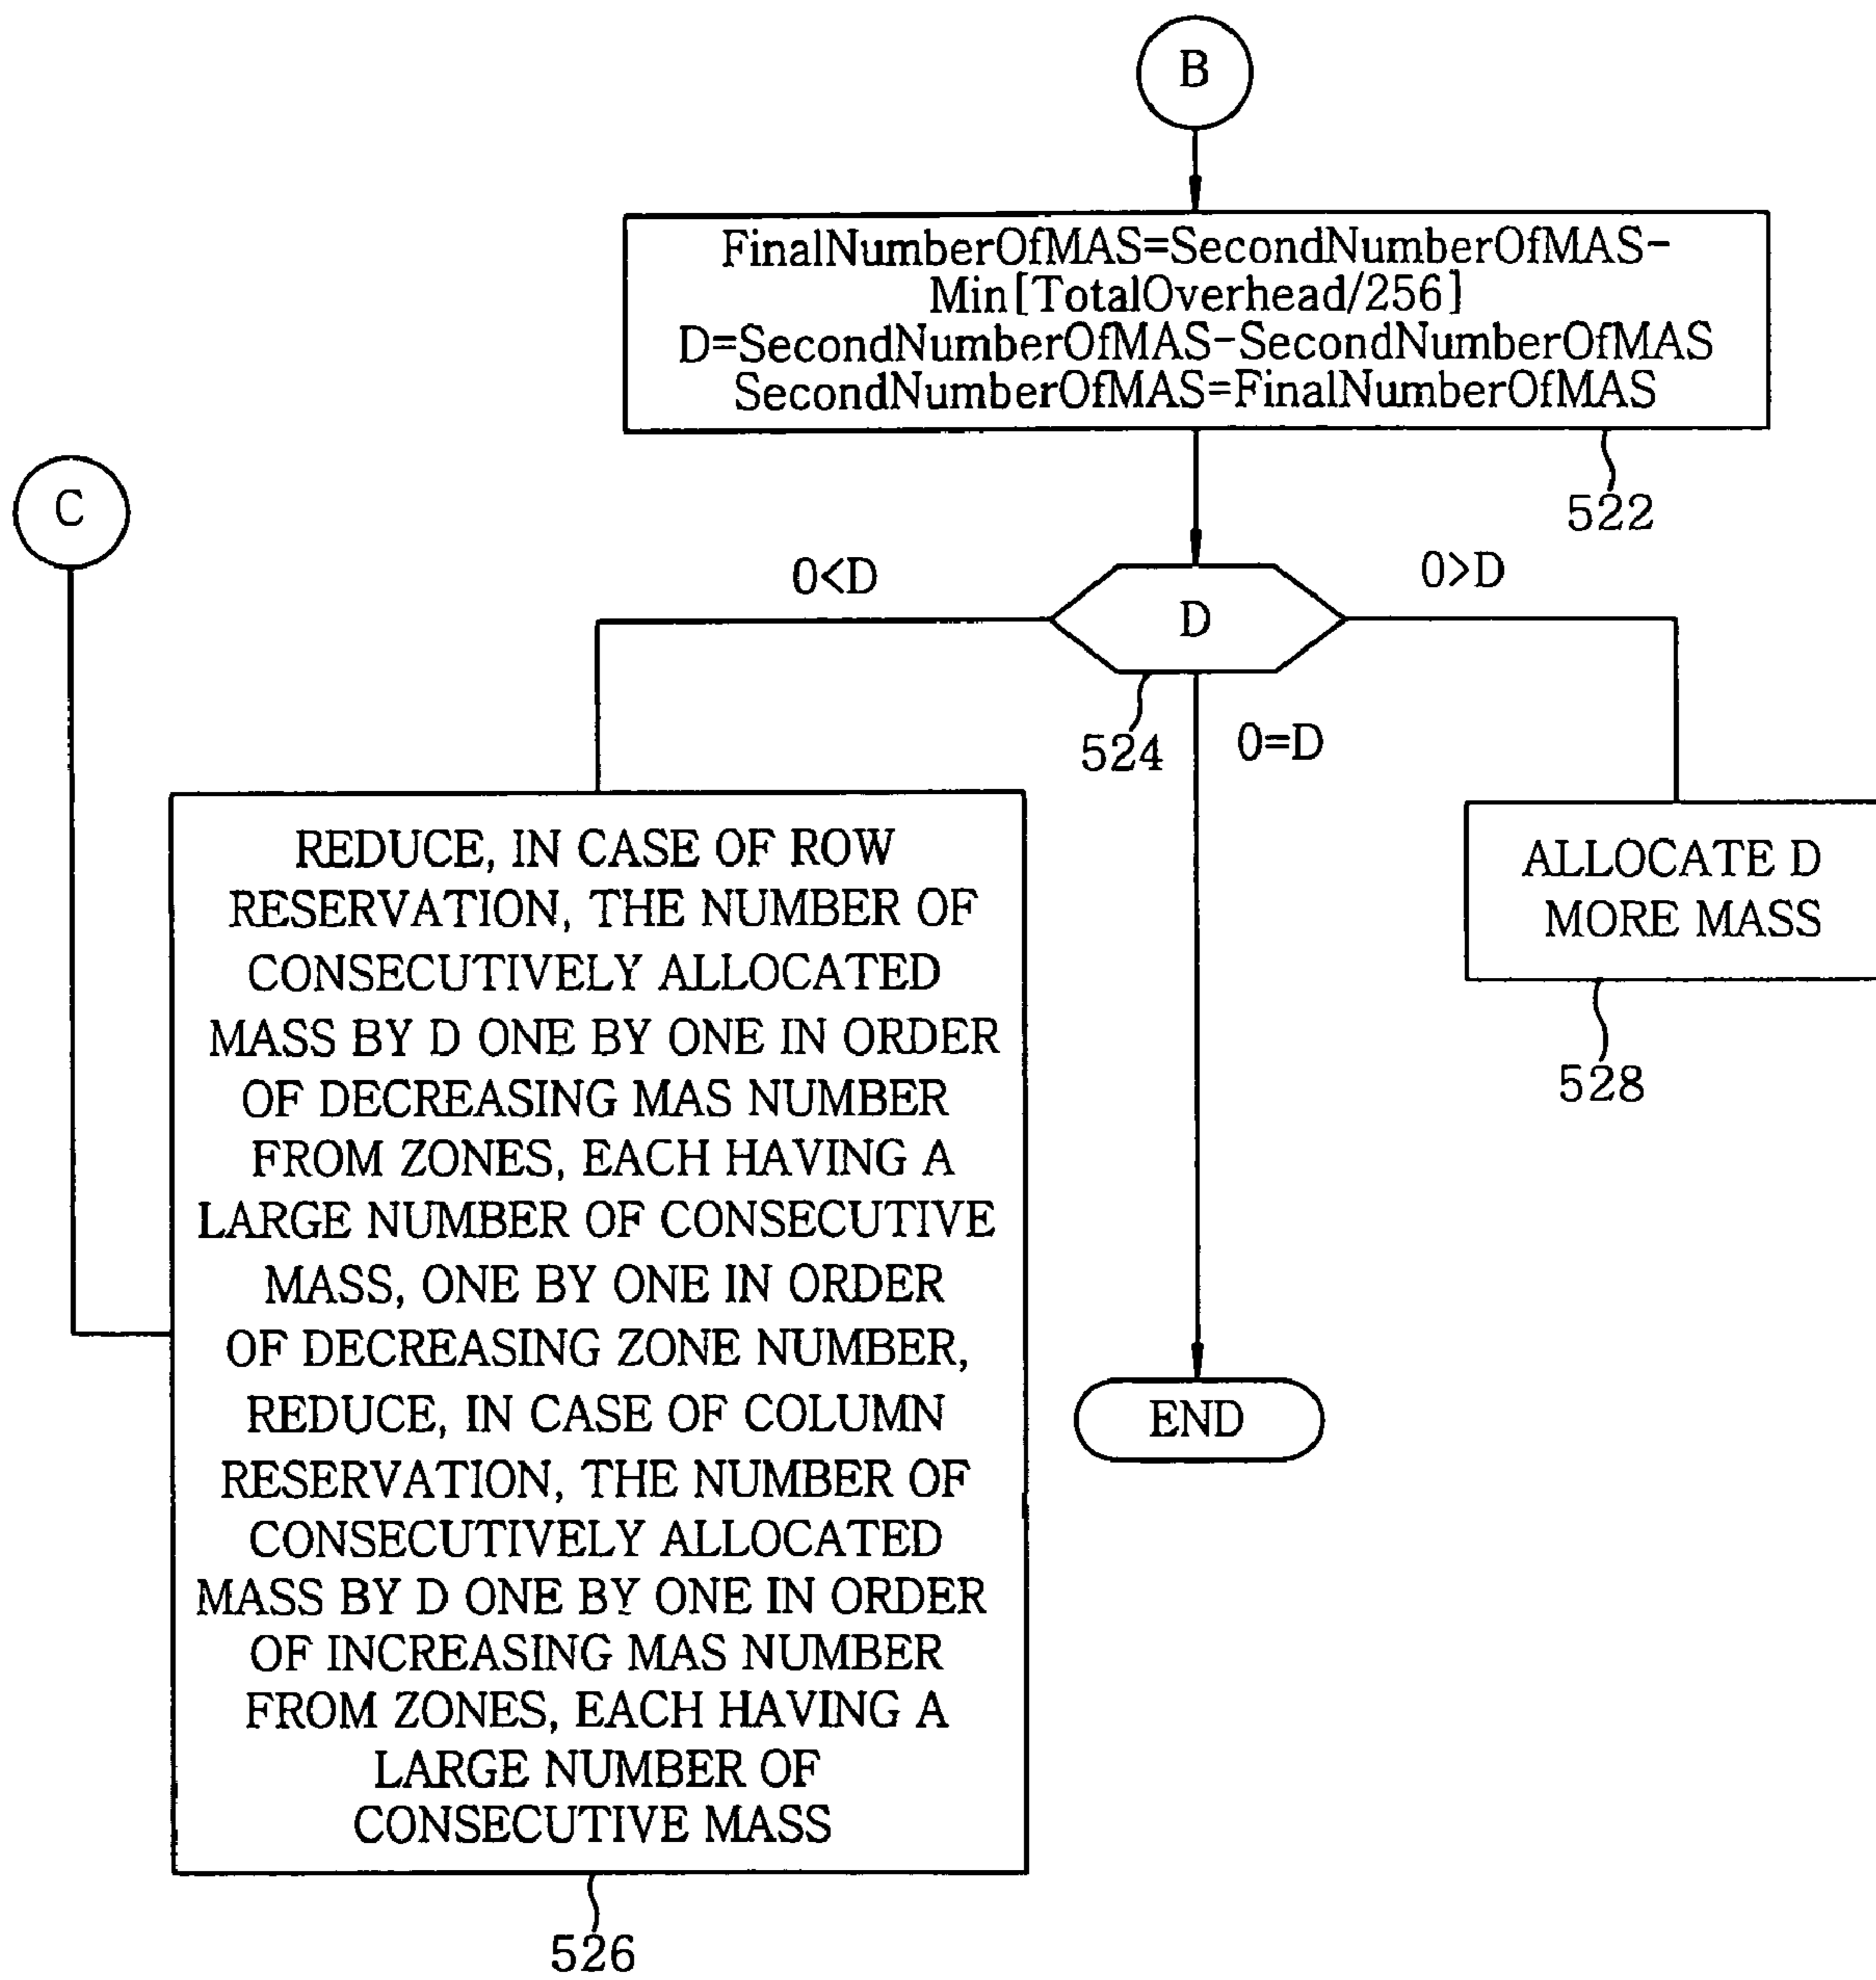 B
FinalNumberOfMAS=SecondNumberOfMAS-
Min[TotalOverhead/256]
D=SecondNumberOfMAS-SecondNumberOfMAS
SecondNumberOfMAS=FinalNumberOfMAS
522
C
0<D
D
0>D
524
0=D
REDUCE, IN CASE OF ROW
RESERVATION, THE NUMBER OF
CONSECUTIVELY ALLOCATED
MASS BY D ONE BY ONE IN ORDER
OF DECREASING MAS NUMBER
FROM ZONES, EACH HAVING A
LARGE NUMBER OF CONSECUTIVE
MASS, ONE BY ONE IN ORDER
OF DECREASING ZONE NUMBER,
REDUCE, IN CASE OF COLUMN
RESERVATION, THE NUMBER OF
CONSECUTIVELY ALLOCATED
MASS BY D ONE BY ONE IN ORDER
OF INCREASING MAS NUMBER
FROM ZONES, EACH HAVING A
LARGE NUMBER OF
CONSECUTIVE MASS
526
ALLOCATE D
MORE MASS
528
END